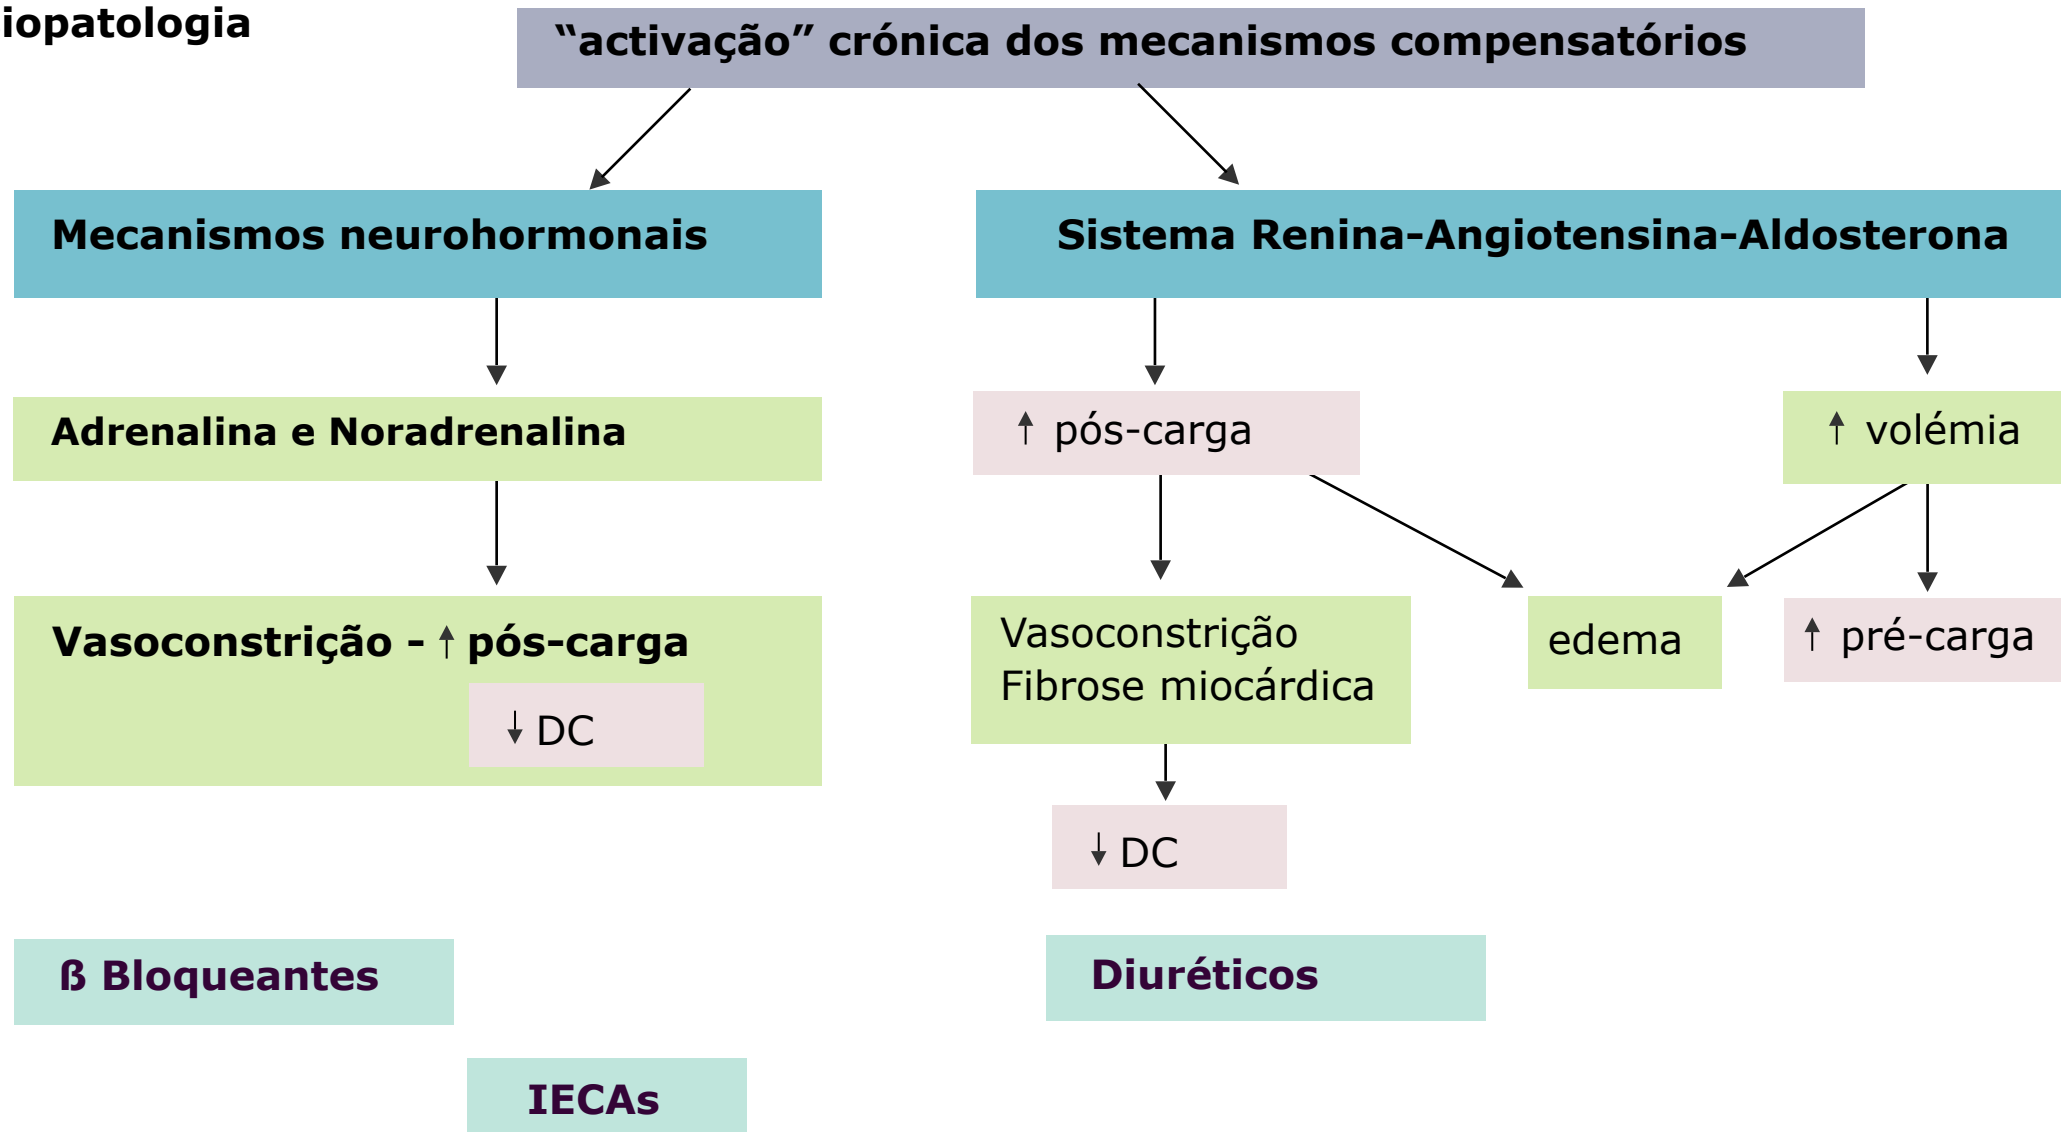 iopatologia
“activação” crónica dos mecanismos compensatórios
Mecanismos neurohormonais
Sistema Renina-Angiotensina-Aldosterona
Adrenalina e Noradrenalina
↑ pós-carga
↑ volémia
Vasoconstrição - ↑ pós-carga
↓ DC
Vasoconstrição
Fibrose miocárdica
edema
↑ pré-carga
↓ DC
ß Bloqueantes
Diuréticos
IECAs